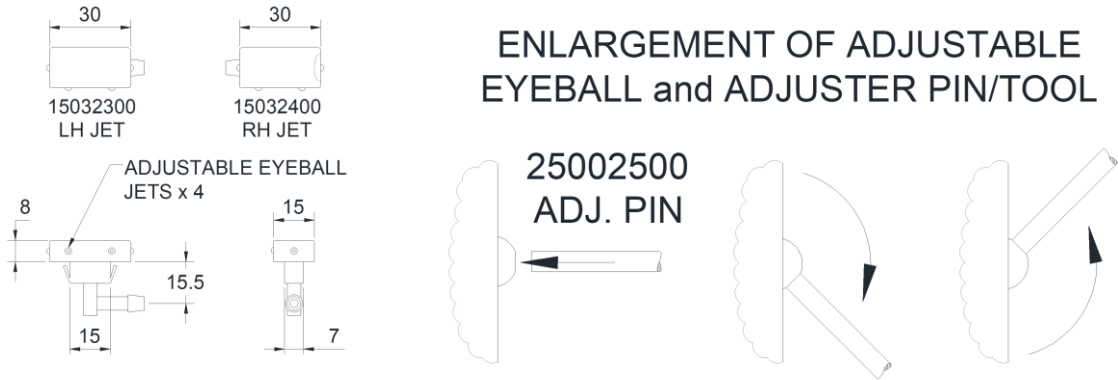 30
30
15032300
LH JET
15032400
RH JET
ADJUSTABLE EYEBALL
JETS x 4
8
15
15.5
15
7
ENLARGEMENT OF ADJUSTABLE
EYEBALL and ADJUSTER PIN/TOOL
25002500
ADJ. PIN